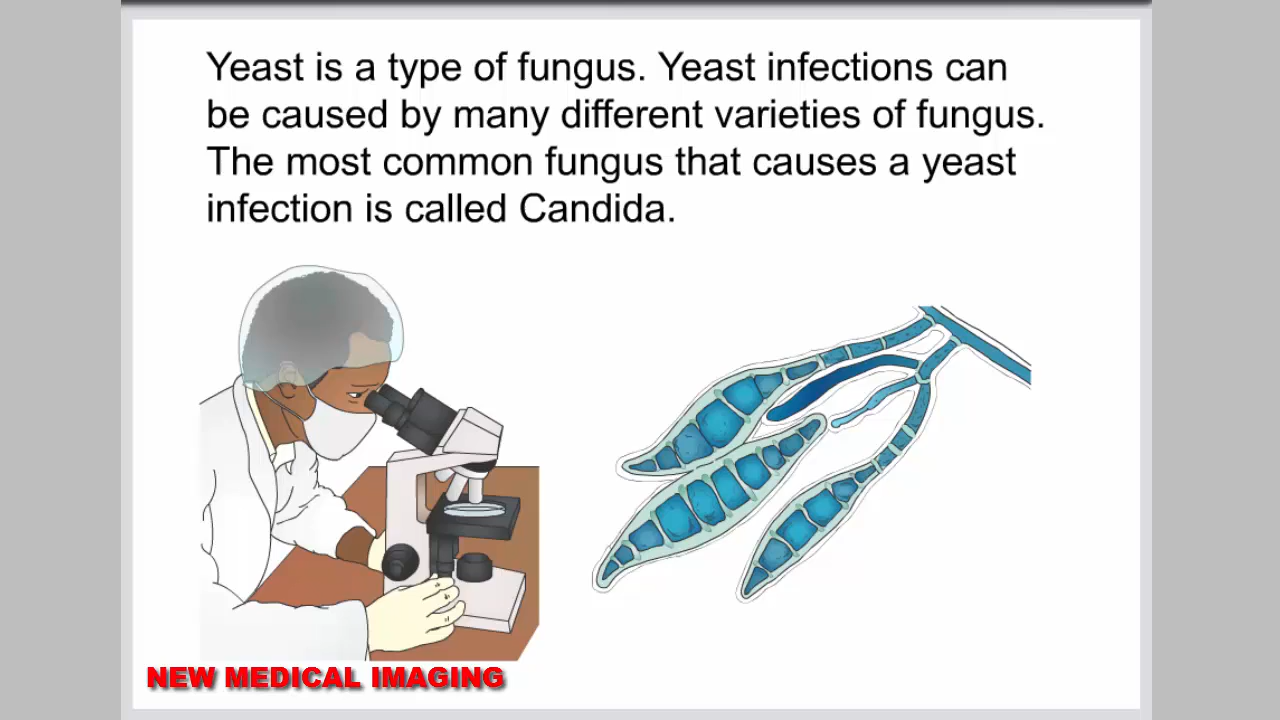 Yeast is a type of fungus. Yeast infections can
be caused by many different varieties of fungus.
The most common fungus that causes a yeast
infection is called Candida.
NEW MEDICAL IMAGING